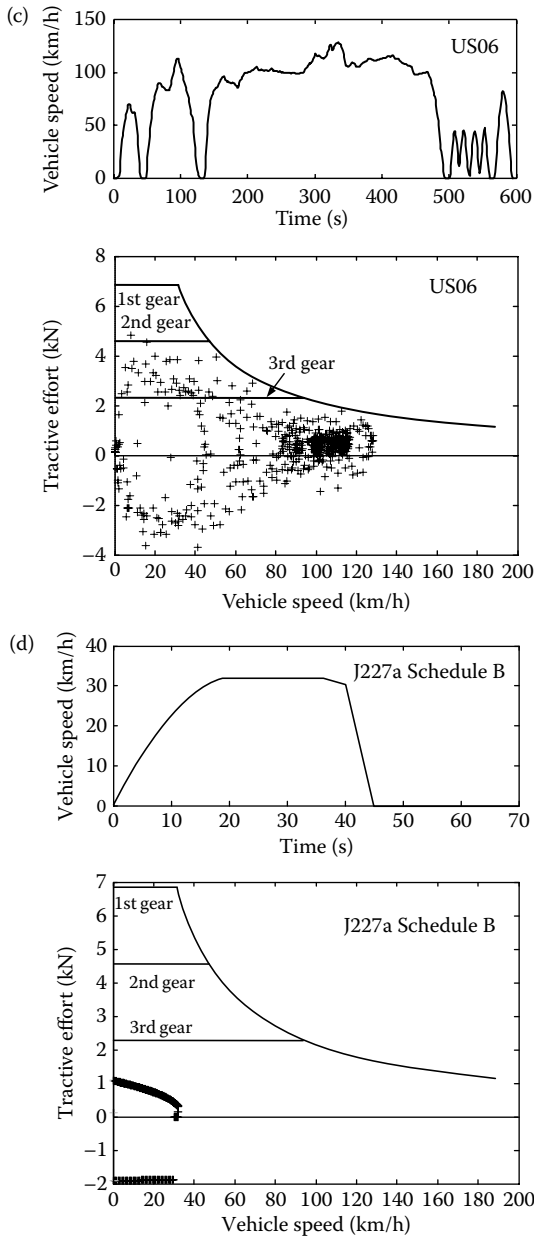 (c)
150
100
50
0
Vehicle speed (km/h)
US06
0 100 200 300 400 500 600
Time (s)
8
6
4
2
0
−2
−4
Tractive effort (kN)
US06
1st gear
2nd gear
3rd gear
0 20 40 60 80 100 120 140 160 180 200
Vehicle speed (km/h)
(d)
40
30
20
10
0
Vehicle speed (km/h)
J227a Schedule B
0 10 20 30 40 50 60 70
Time (s)
7
6
5
4
3
2
1
0
−1
−2
Tractive effort (kN)
J227a Schedule B
1st gear
2nd gear
3rd gear
0 20 40 60 80 100 120 140 160 180 200
Vehicle speed (km/h)